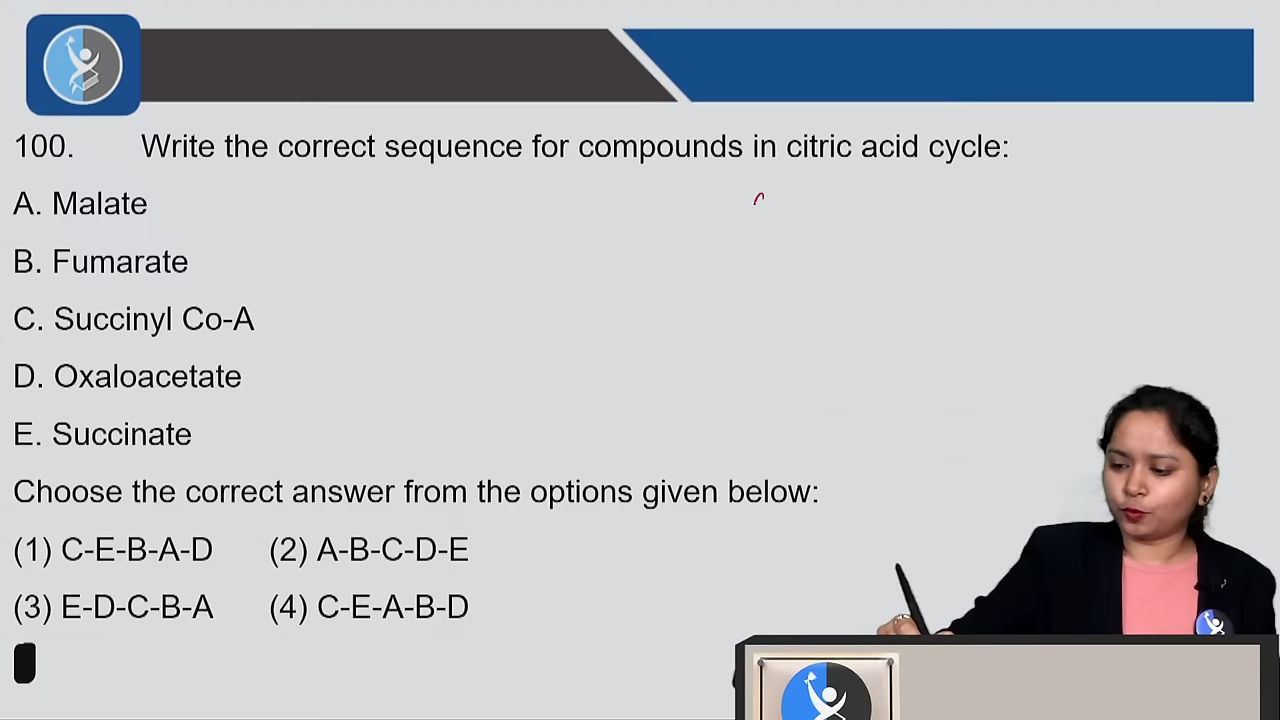 100. Write the correct sequence for compounds in citric acid cycle:
A. Malate
B. Fumarate
C. Succinyl Co-A
D. Oxaloacetate
E. Succinate
Choose the correct answer from the options given below:
(1) C-E-B-A-D (2) A-B-C-D-E
(3) E-D-C-B-A (4) C-E-A-B-D